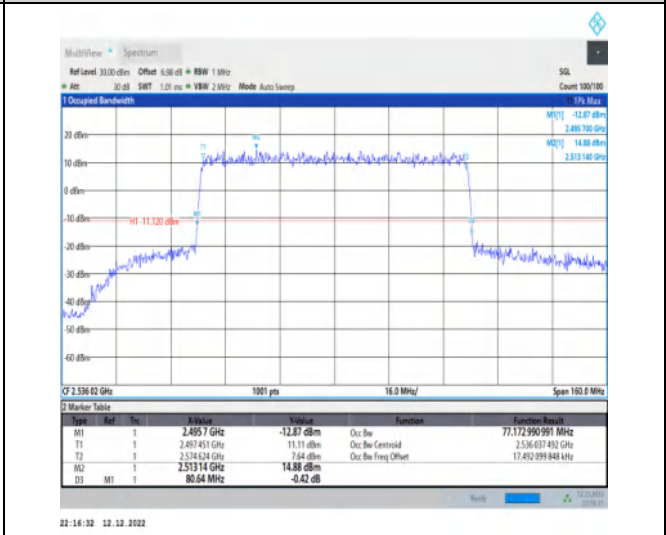 MultiView Spectrum
Ref Level 30.00 dBm Offset 6.98 dB RBW 1 MHz SGL
Att 30 dB SWT 1.01 ms VBW 2 MHz Mode Auto Sweep Count 100/100
1 Occupied Bandwidth 1Pk Max
M1[1] -12.87 dBm
2.495 700 GHz
M2[1] 14.88 dBm
2.513 140 GHz
20 dBm
10 dBm
0 dBm
-10 dBm
H1 -11.120 dBm
-20 dBm
-30 dBm
-40 dBm
-50 dBm
-60 dBm
T1
M2
M1
CF 2.536 02 GHz 1001 pts 16.0 MHz/ Span 160.0 MHz
2 Marker Table
Type Ref Trc X-Value Y-Value Function Function Result
M1 1 2.495 7 GHz -12.87 dBm Occ Bw 77.172 990 991 MHz
T1 1 2.497 451 GHz 11.11 dBm Occ Bw Centroid 2.536 037 492 GHz
T2 1 2.574 624 GHz 7.64 dBm Occ Bw Freq Offset 17.492 099 848 kHz
M2 1 2.513 14 GHz 14.88 dBm
D3 M1 1 80.64 MHz -0.42 dB
Ready 12.12.2022
22:16:32 12.12.2022